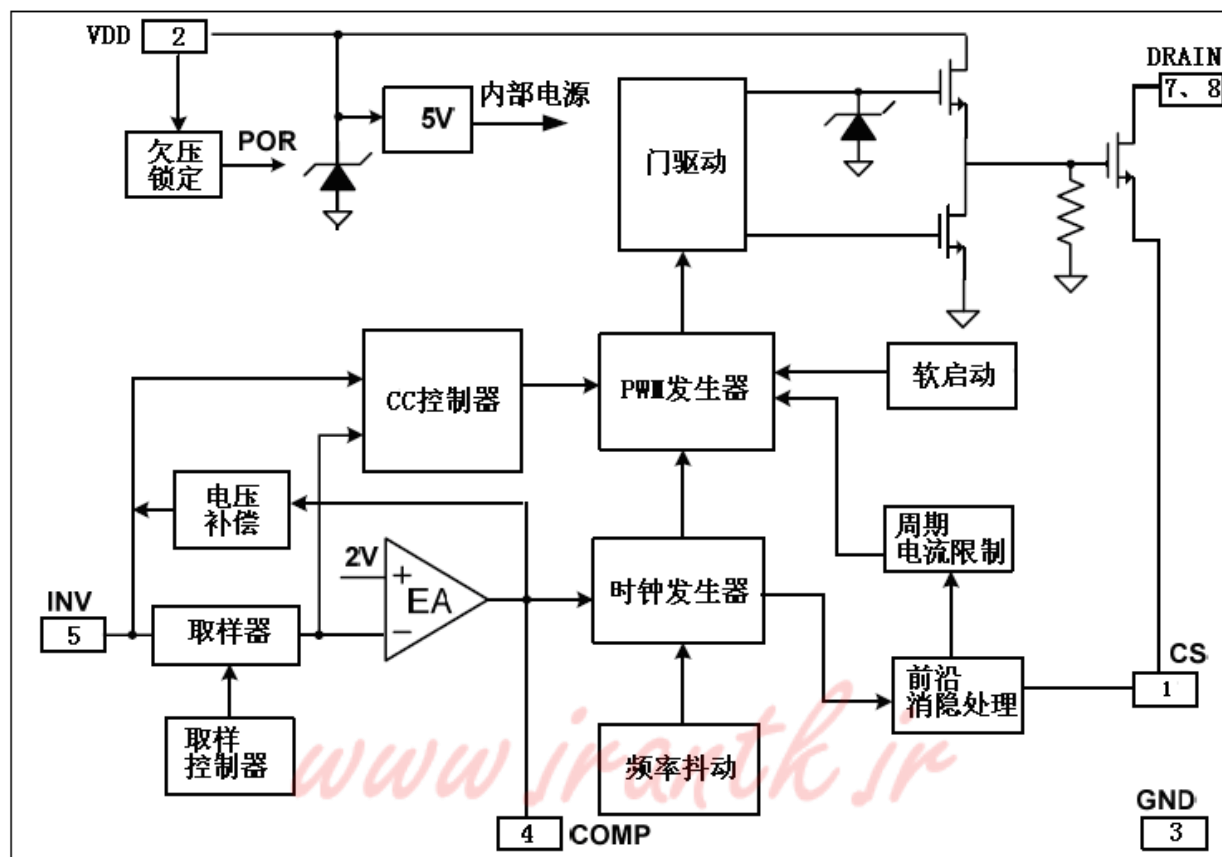 VDD
2
DRAIN
7、8
5V
内部电源
欠压
锁定
POR
门驱动
CC控制器
PWM发生器
软启动
电压
补偿
周期
电流限制
2V
+
EA
−
时钟发生器
INV
5
取样器
前沿
消隐处理
CS
1
取样
控制器
频率抖动
www.irantk.ir
4
COMP
GND
3